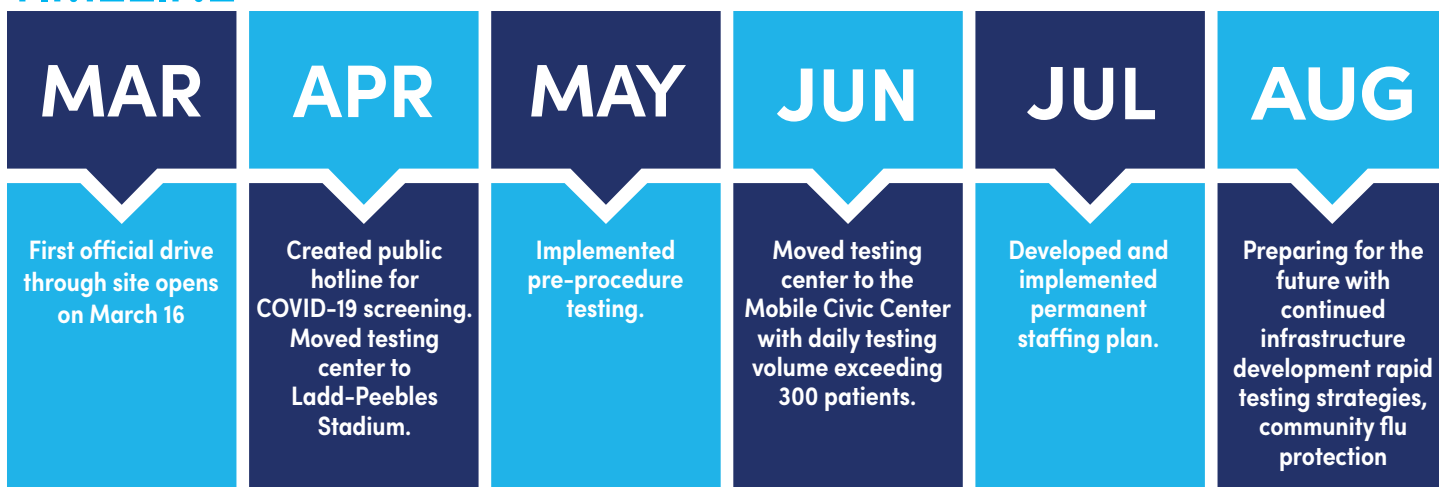 MAR
First official drive
through site opens
on March 16
APR
Created public
hotline for
COVID-19 screening.
Moved testing
center to
Ladd-Peebles
Stadium.
MAY
Implemented
pre-procedure
testing.
JUN
Moved testing
center to the
Mobile Civic Center
with daily testing
volume exceeding
300 patients.
JUL
Developed and
implemented
permanent
staffing plan.
AUG
Preparing for the
future with
continued
infrastructure
development rapid
testing strategies,
community flu
protection